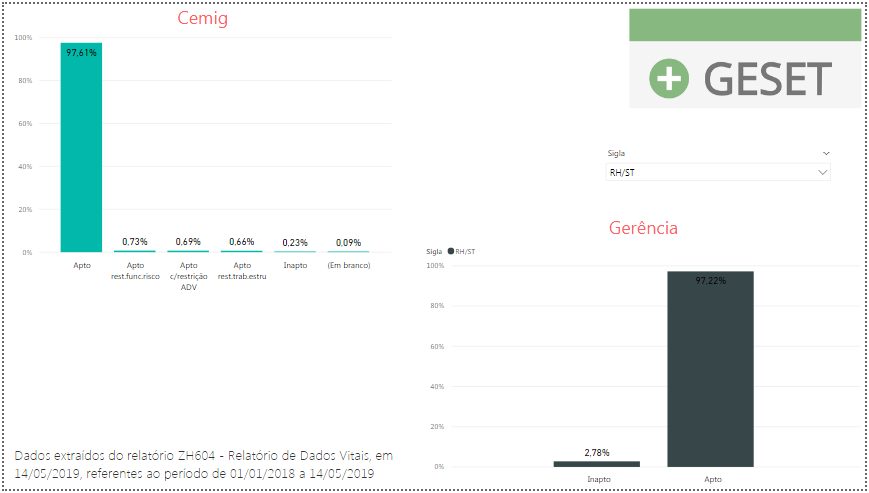 Cemig
100%
80%
60%
40%
20%
0%
97,61%
0,73%
0,69%
0,66%
0,23%
0,09%
Apto
Apto
rest.func.risco
Apto
c/restrição
ADV
Apto
rest.trab.estru
Inapto
(Em branco)
GESET
Sigla
RH/ST
Gerência
Sigla RH/ST
100%
80%
60%
40%
20%
0%
2,78%
97,22%
Inapto
Apto
Dados extraídos do relatório ZH604 - Relatório de Dados Vitais, em
14/05/2019, referentes ao período de 01/01/2018 a 14/05/2019